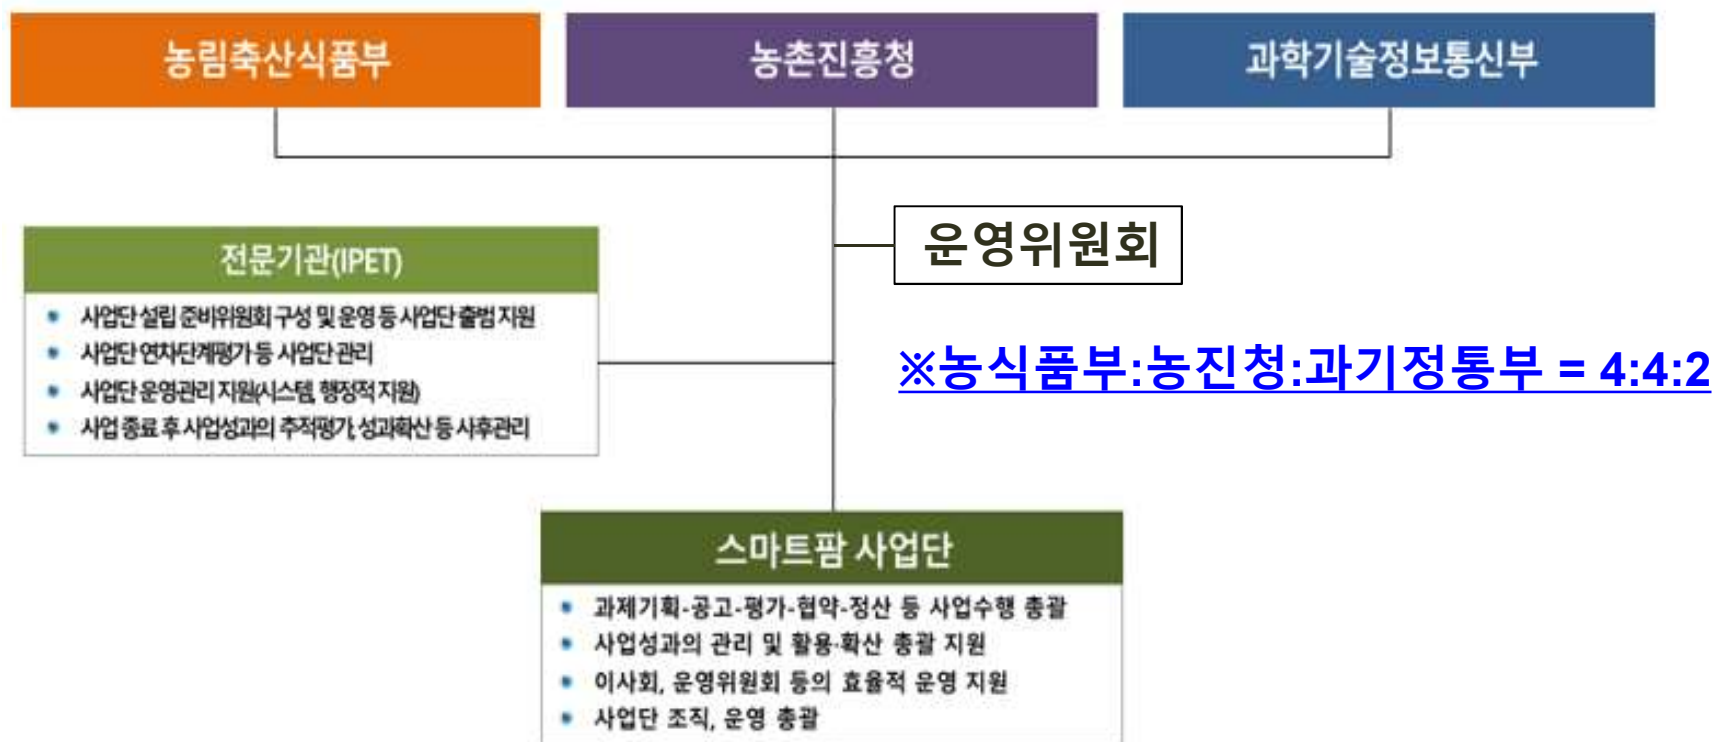 농림축산식품부
농촌진흥청
과학기술정보통신부
운영위원회
전문기관(IPET)
사업단 설립 준비위원회 구성 및 운영 등 사업단 출범 지원
사업단 연차·단계평가 등 사업단 관리
사업단 운영·관리 지원(시스템, 행정적 지원)
사업 종료 후 사업성과의 추적평가, 성과확산 등 사후관리
※농식품부:농진청:과기정통부 = 4:4:2
스마트팜 사업단
과제기획-공고-평가-협약-정산 등 사업수행 총괄
사업성과의 관리 및 활용·확산 총괄 지원
이사회, 운영위원회 등의 효율적 운영 지원
사업단 조직, 운영 총괄